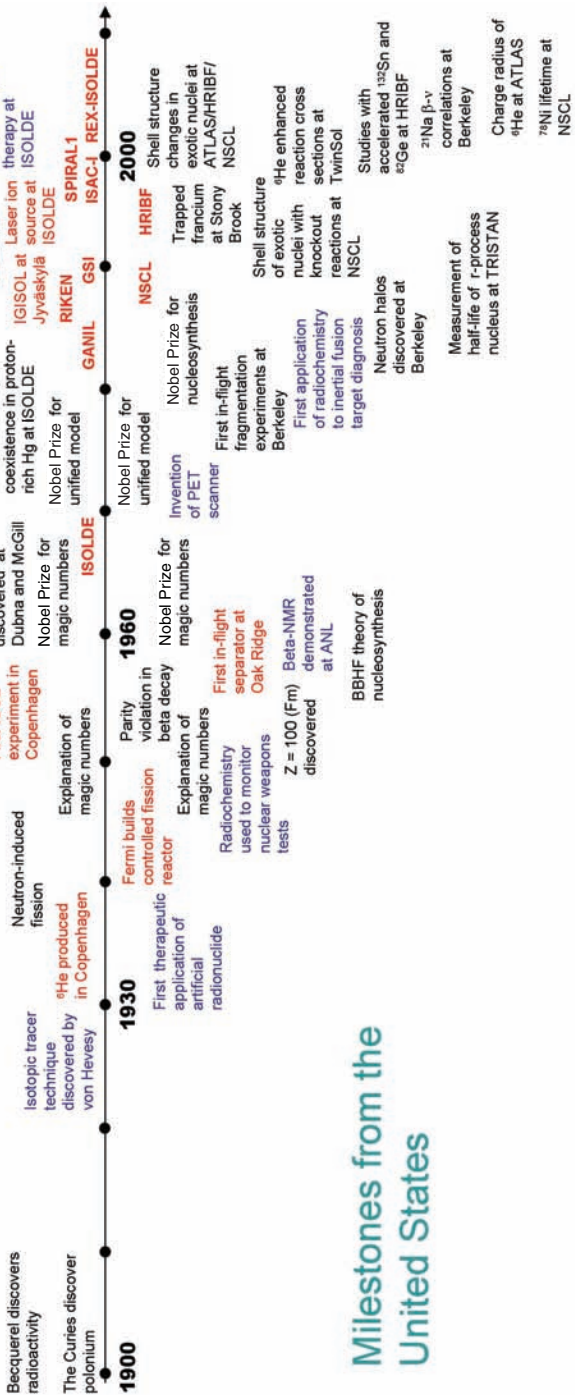 Becquerel discovers
radioactivity
The Curies discover
polonium
Isotopic tracer
technique
discovered by
von Hevesy
⁶He produced
in Copenhagen
Neutron-induced
fission
experiment in
Copenhagen
Explanation of
magic numbers
Dubna and McGill
Nobel Prize for
magic numbers
ISOLDE
coexistence in proton-
rich Hg at ISOLDE
Nobel Prize for
unified model
GANIL
IGISOL at
Jyväskylä
RIKEN
GSI
Laser ion
source at
ISOLDE
therapy at
ISOLDE
SPIRAL1
ISAC-I
REX-ISOLDE
1900
1930
1960
2000
First therapeutic
application of
artificial
radionuclide
Fermi builds
controlled fission
reactor
Explanation of
magic numbers
Radiochemistry
used to monitor
nuclear weapons
tests
Parity
violation in
beta decay
Z = 100 (Fm)
discovered
Nobel Prize for
magic numbers
First in-flight
separator at
Oak Ridge
Beta-NMR
demonstrated
at ANL
BBHF theory of
nucleosynthesis
Nobel Prize for
unified model
Invention
of PET
scanner
Nobel Prize for
nucleosynthesis
First in-flight
fragmentation
experiments at
Berkeley
First application
of radiochemistry
to inertial fusion
target diagnosis
NSCL
HRIBF
Trapped
francium
at Stony
Brook
Shell structure
of exotic
nuclei with
knockout
reactions at
NSCL
Neutron halos
discovered at
Berkeley
Measurement of
half-life of r-process
nucleus at TRISTAN
Shell structure
changes in
exotic nuclei at
ATLAS/HRIBF/
NSCL
⁶He enhanced
reaction cross
sections at
TwinSol
Studies with
accelerated ¹³²Sn and
⁸²Ge at HRIBF
²¹Na β-ν
correlations at
Berkeley
Charge radius of
⁶He at ATLAS
⁷⁸Ni lifetime at
NSCL
Milestones from the
United States